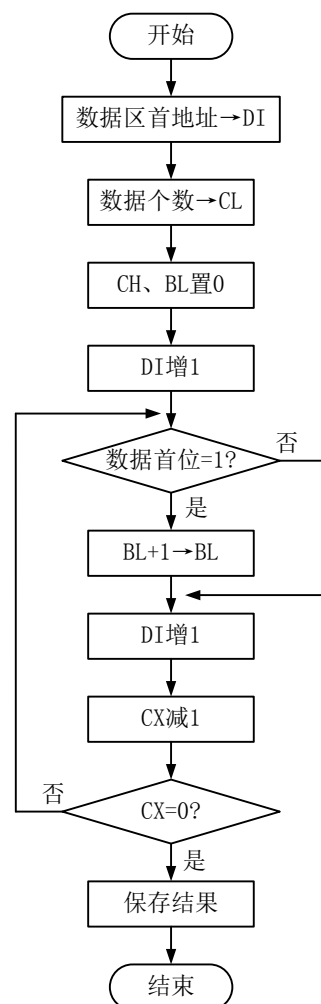 开始
数据区首地址→DI
数据个数→CL
CH、BL置0
DI增1
数据首位=1?
否
是
BL+1→BL
DI增1
CX减1
否
CX=0?
是
保存结果
结束